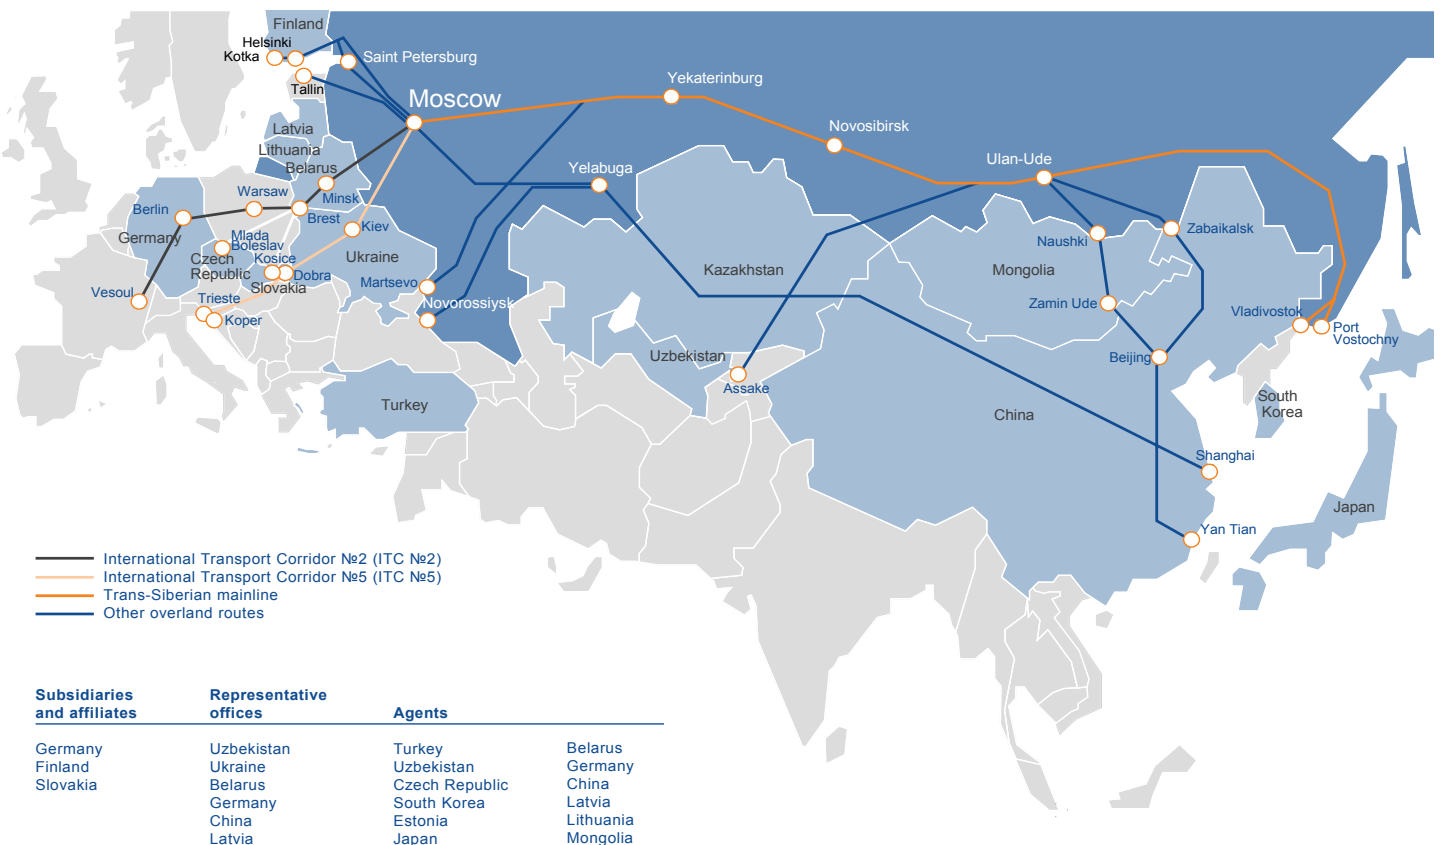 Finland
Helsinki
Kotka
Saint Petersburg
Tallin
Moscow
Yekaterinburg
Novosibirsk
Ulan-Ude
Latvia
Lithuania
Belarus
Yelabuga
Warsaw
Minsk
Berlin
Brest
Kiev
Germany
Mlada
Boleslav
Czech
Republic
Kosice
Dobra
Ukraine
Slovakia
Vesoul
Trieste
Koper
Martsevo
Novorossiysk
Kazakhstan
Naushki
Zabaikalsk
Mongolia
Zamin Ude
Vladivostok
Port
Vostochny
Uzbekistan
Beijing
Assake
Turkey
China
South
Korea
Shanghai
Japan
Yan Tian
International Transport Corridor №2 (ITC №2)
International Transport Corridor №5 (ITC №5)
Trans-Siberian mainline
Other overland routes
Subsidiaries
and affiliates
Representative
offices
Agents
Germany
Finland
Slovakia
Uzbekistan
Ukraine
Belarus
Germany
China
Latvia
Turkey
Uzbekistan
Czech Republic
South Korea
Estonia
Japan
Belarus
Germany
China
Latvia
Lithuania
Mongolia